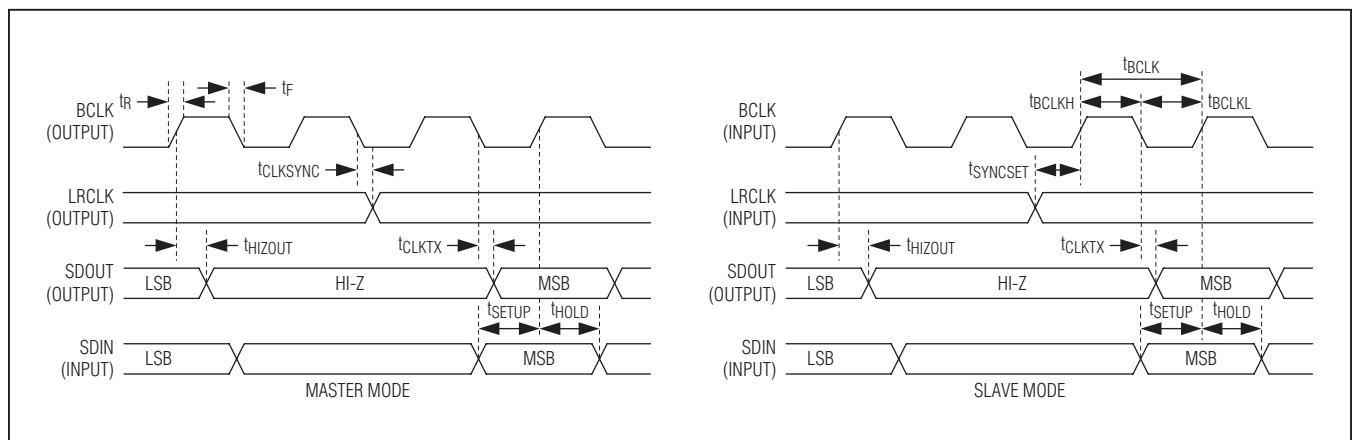 tR
tF
BCLK
(OUTPUT)
tCLKSYNC
LRCLK
(OUTPUT)
tHIZOUT
tCLKTX
SDOUT
(OUTPUT)
LSB
HI-Z
MSB
tSETUP
tHOLD
SDIN
(INPUT)
LSB
MSB
MASTER MODE
tBCLK
tBCLKH
tBCLKL
BCLK
(INPUT)
tSYNCSET
LRCLK
(INPUT)
tHIZOUT
tCLKTX
SDOUT
(OUTPUT)
LSB
HI-Z
MSB
tSETUP
tHOLD
SDIN
(INPUT)
LSB
MSB
SLAVE MODE